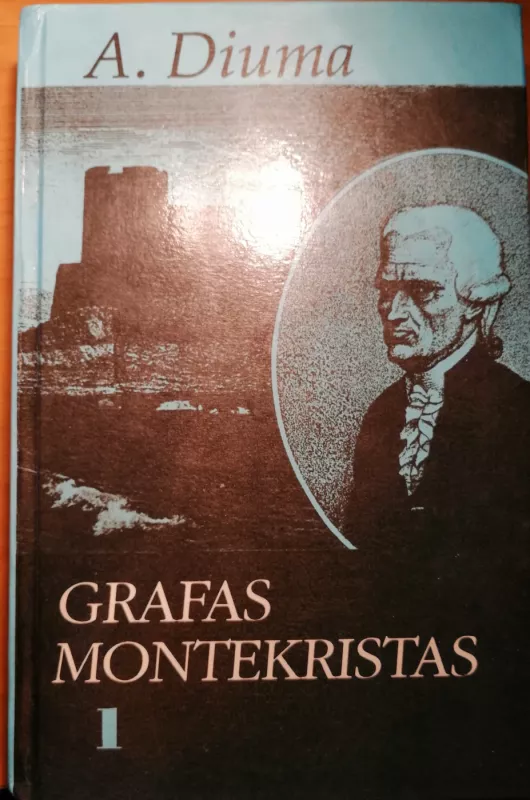 A. Diuma
GRAFAS
MONTEKRISTAS
1